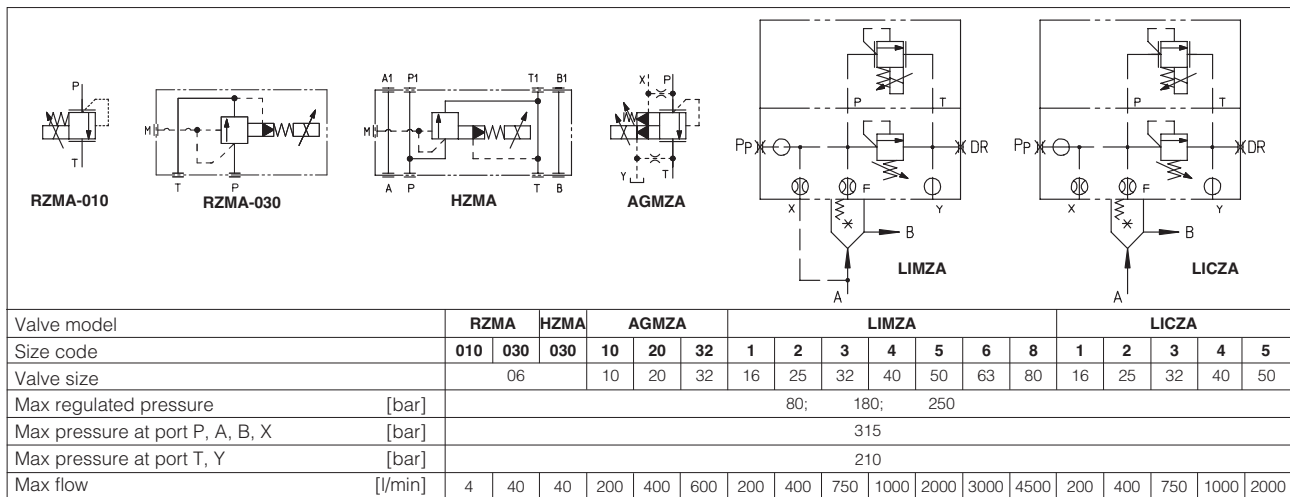 P
T
RZMA-010
M
T P
RZMA-030
A1 P1 T1 B1
M
A P T B
HZMA
X P
Y T
AGMZA
P T
PP DR
X F Y
B
A
LIMZA
P T
PP DR
X F Y
B
A
LICZA
Valve model RZMA HZMA AGMZA LIMZA LICZA
Size code 010 030 030 10 20 32 1 2 3 4 5 6 8 1 2 3 4 5
Valve size 06 10 20 32 16 25 32 40 50 63 80 16 25 32 40 50
Max regulated pressure [bar] 80; 180; 250
Max pressure at port P, A, B, X [bar] 315
Max pressure at port T, Y [bar] 210
Max flow [l/min] 4 40 40 200 400 600 200 400 750 1000 2000 3000 4500 200 400 750 1000 2000